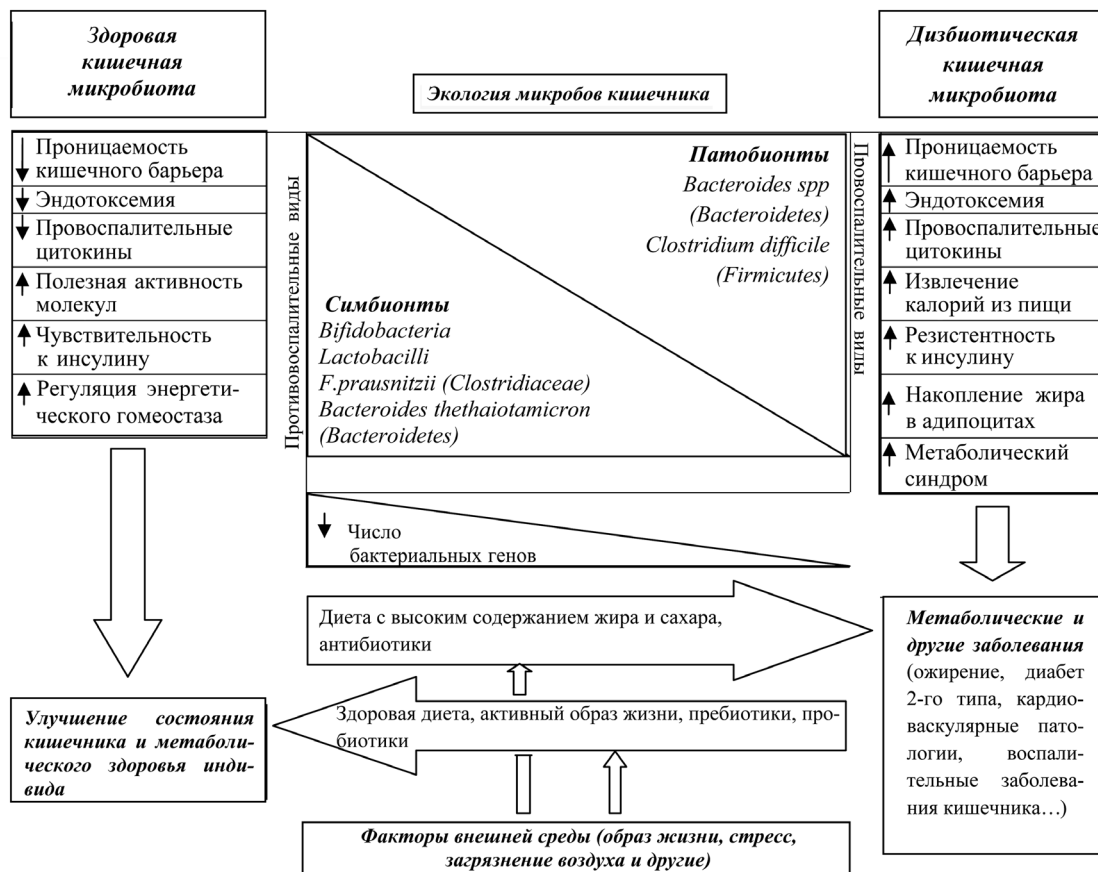 Здоровая
кишечная
микробиота
Проницаемость
кишечного барьера
Эндотоксемия
Провоспалительные
цитокины
Полезная активность
молекул
Чувствительность
к инсулину
Регуляция энергети-
ческого гомеостаза
Улучшение состояния
кишечника и метаболи-
ческого здоровья инди-
вида
Экология микробов кишечника
Противовоспалительные виды
Патобионты
Bacteroides spp
(Bacteroidetes)
Clostridium difficile
(Firmicutes)
Симбионты
Bifidobacteria
Lactobacilli
F.prausnitzii (Clostridiaceae)
Bacteroides thethaiotamicron
(Bacteroidetes)
Провоспалительные виды
Число
бактериальных генов
Диета с высоким содержанием жира и сахара,
антибиотики
Здоровая диета, активный образ жизни, пребиотики, про-
биотики
Факторы внешней среды (образ жизни, стресс,
загрязнение воздуха и другие)
Дизбиотическая
кишечная
микробиота
Проницаемость
кишечного барьера
Эндотоксемия
Провоспалительные
цитокины
Извлечение
калорий из пищи
Резистентность
к инсулину
Накопление жира
в адипоцитах
Метаболический
синдром
Метаболические и
другие заболевания
(ожирение, диабет
2-го типа, кардио-
васкулярные пато-
логии, воспали-
тельные заболева-
ния кишечника…)